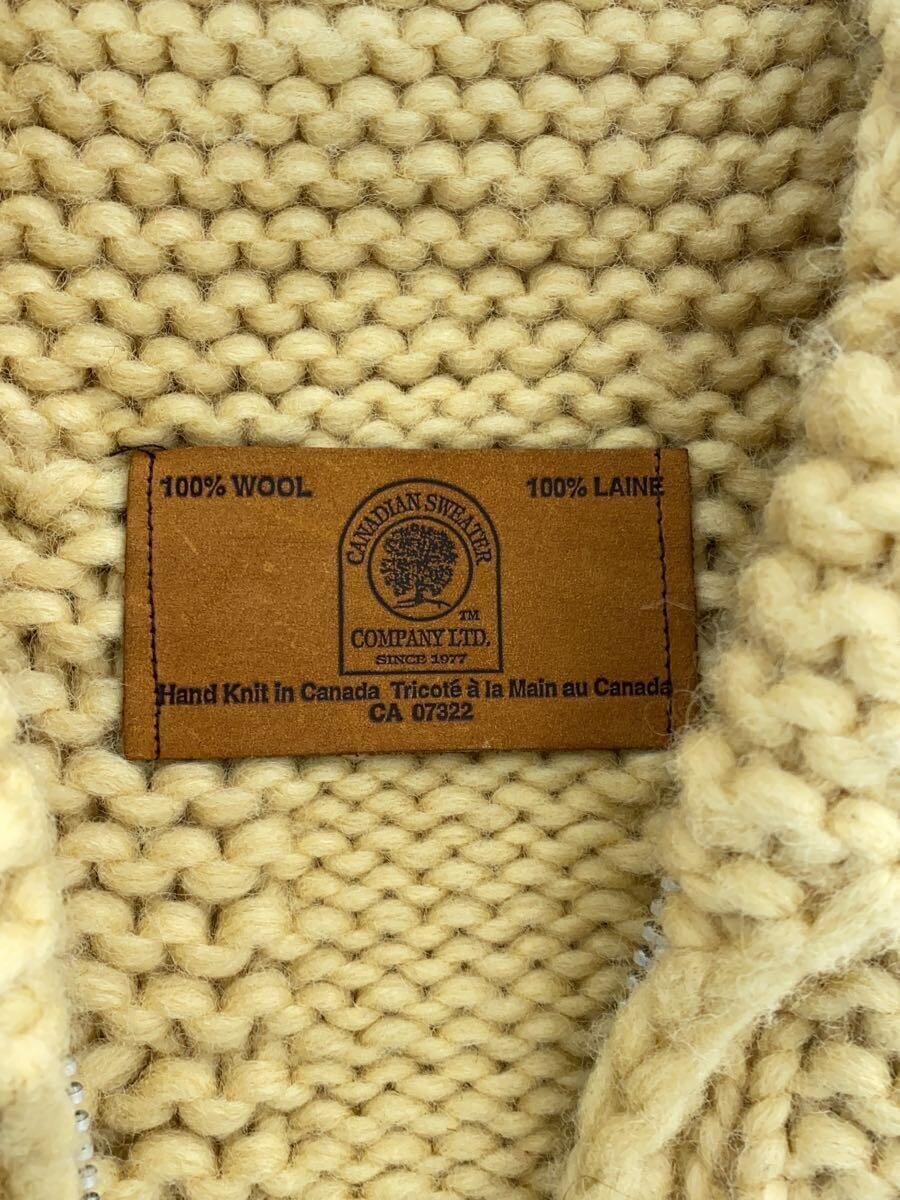 100% WOOL 100% LAINE
CANADIAN SWEATER
TM
COMPANY LTD.
SINCE 1977
Hand Knit in Canada Tricoté à la Main au Canada
CA 07322